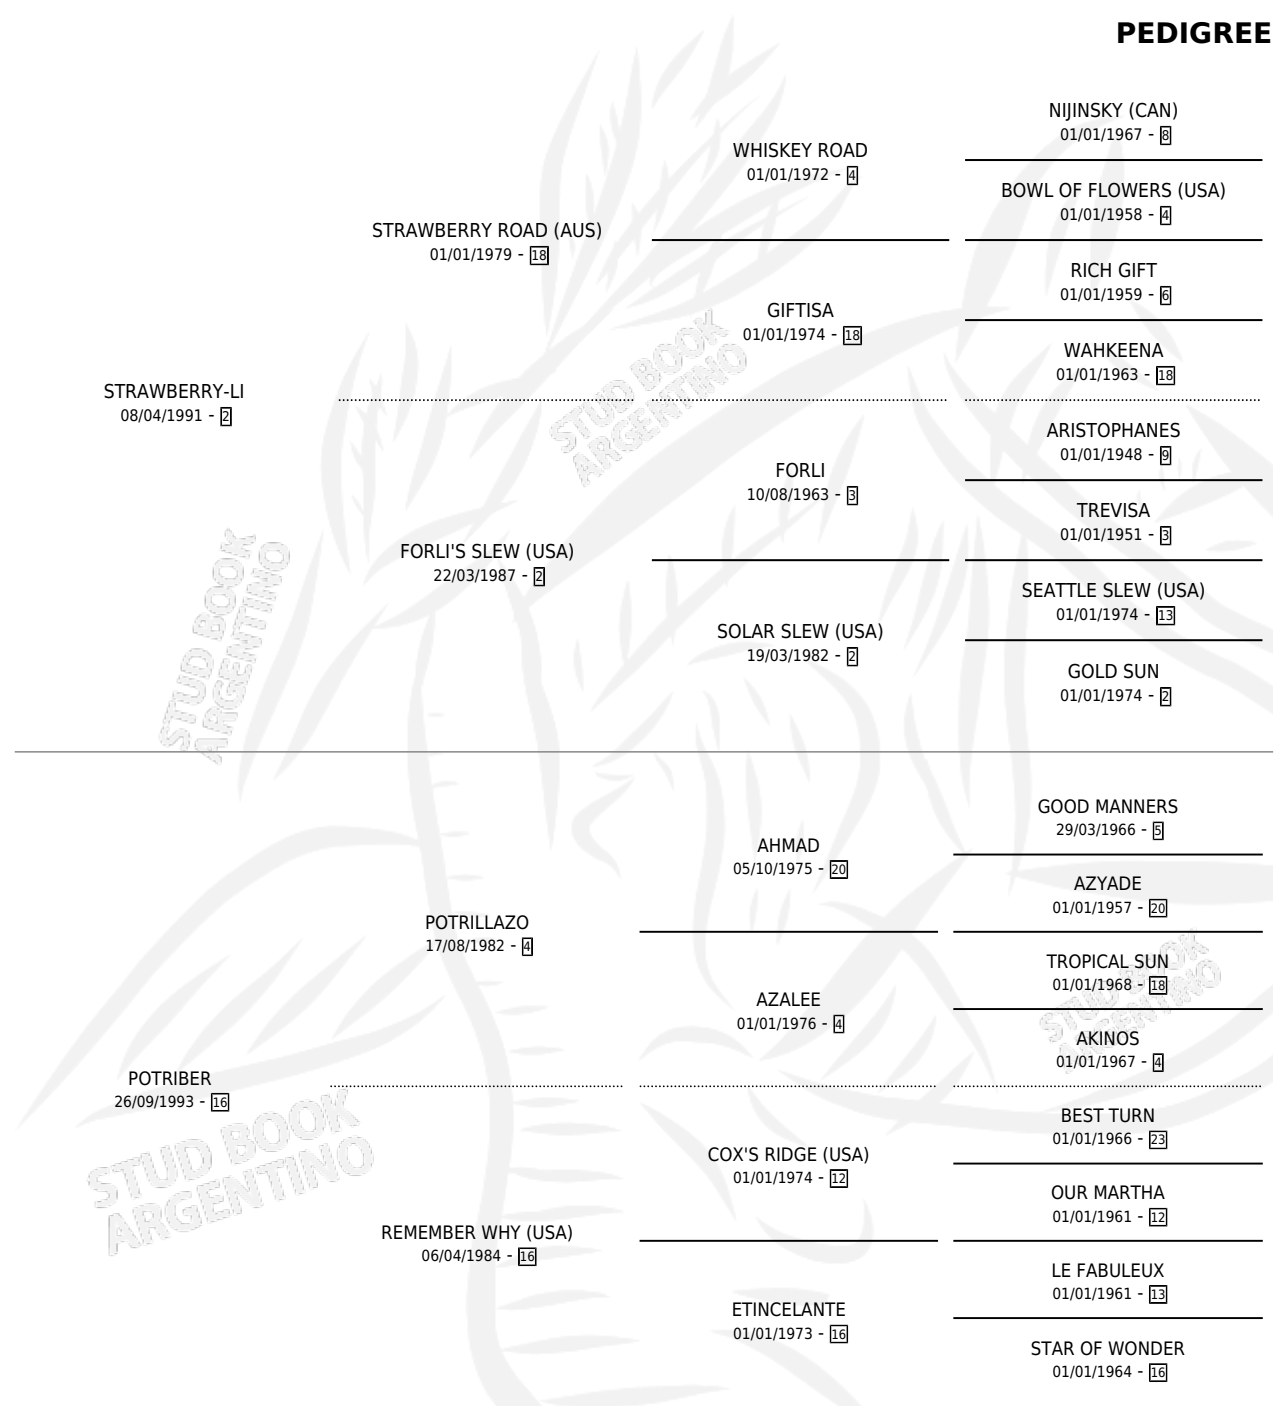 PEDIGREE
NIJINSKY (CAN)
01/01/1967 - 8
WHISKEY ROAD
01/01/1972 - 4
BOWL OF FLOWERS (USA)
01/01/1958 - 4
STRAWBERRY ROAD (AUS)
01/01/1979 - 18
RICH GIFT
01/01/1959 - 6
GIFTISA
01/01/1974 - 18
WAHKEENA
01/01/1963 - 18
STRAWBERRY-LI
08/04/1991 - 2
ARISTOPHANES
01/01/1948 - 9
FORLI
10/08/1963 - 3
TREVISA
01/01/1951 - 3
FORLI'S SLEW (USA)
22/03/1987 - 2
SEATTLE SLEW (USA)
01/01/1974 - 13
SOLAR SLEW (USA)
19/03/1982 - 2
GOLD SUN
01/01/1974 - 2
STUD BOOK
ARGENTINO
STUD BOOK
ARGENTINO
GOOD MANNERS
29/03/1966 - 5
AHMAD
05/10/1975 - 20
AZYADE
01/01/1957 - 20
POTRILLAZO
17/08/1982 - 4
TROPICAL SUN
01/01/1968 - 18
AZALEE
01/01/1976 - 4
AKINOS
01/01/1967 - 4
POTRIBER
26/09/1993 - 16
BEST TURN
01/01/1966 - 23
COX'S RIDGE (USA)
01/01/1974 - 12
OUR MARTHA
01/01/1961 - 12
REMEMBER WHY (USA)
06/04/1984 - 16
LE FABULEUX
01/01/1961 - 13
ETINCELANTE
01/01/1973 - 16
STAR OF WONDER
01/01/1964 - 16
STUD BOOK
ARGENTINO
STUD BOOK
ARGENTINO